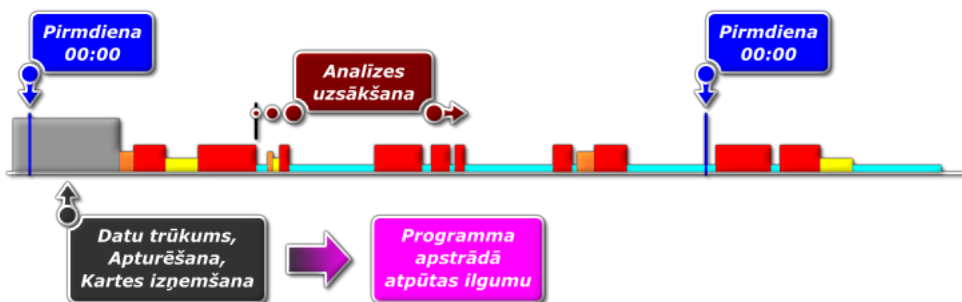 Pirmdiena
00:00
Analīzes
uzsākšana
Pirmdiena
00:00
Datu trūkums,
Apturēšana,
Kartes izņemšana
Programma
apstrādā
atpūtas ilgumu